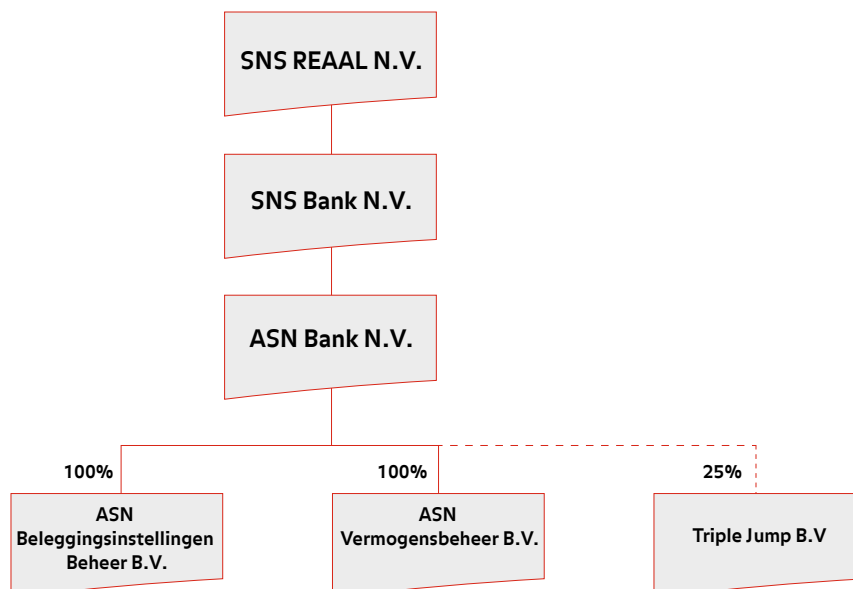 SNS REAAL N.V.
SNS Bank N.V.
ASN Bank N.V.
100%
100%
25%
ASN
Beleggingsinstellingen
Beheer B.V.
ASN
Vermogensbeheer B.V.
Triple Jump B.V